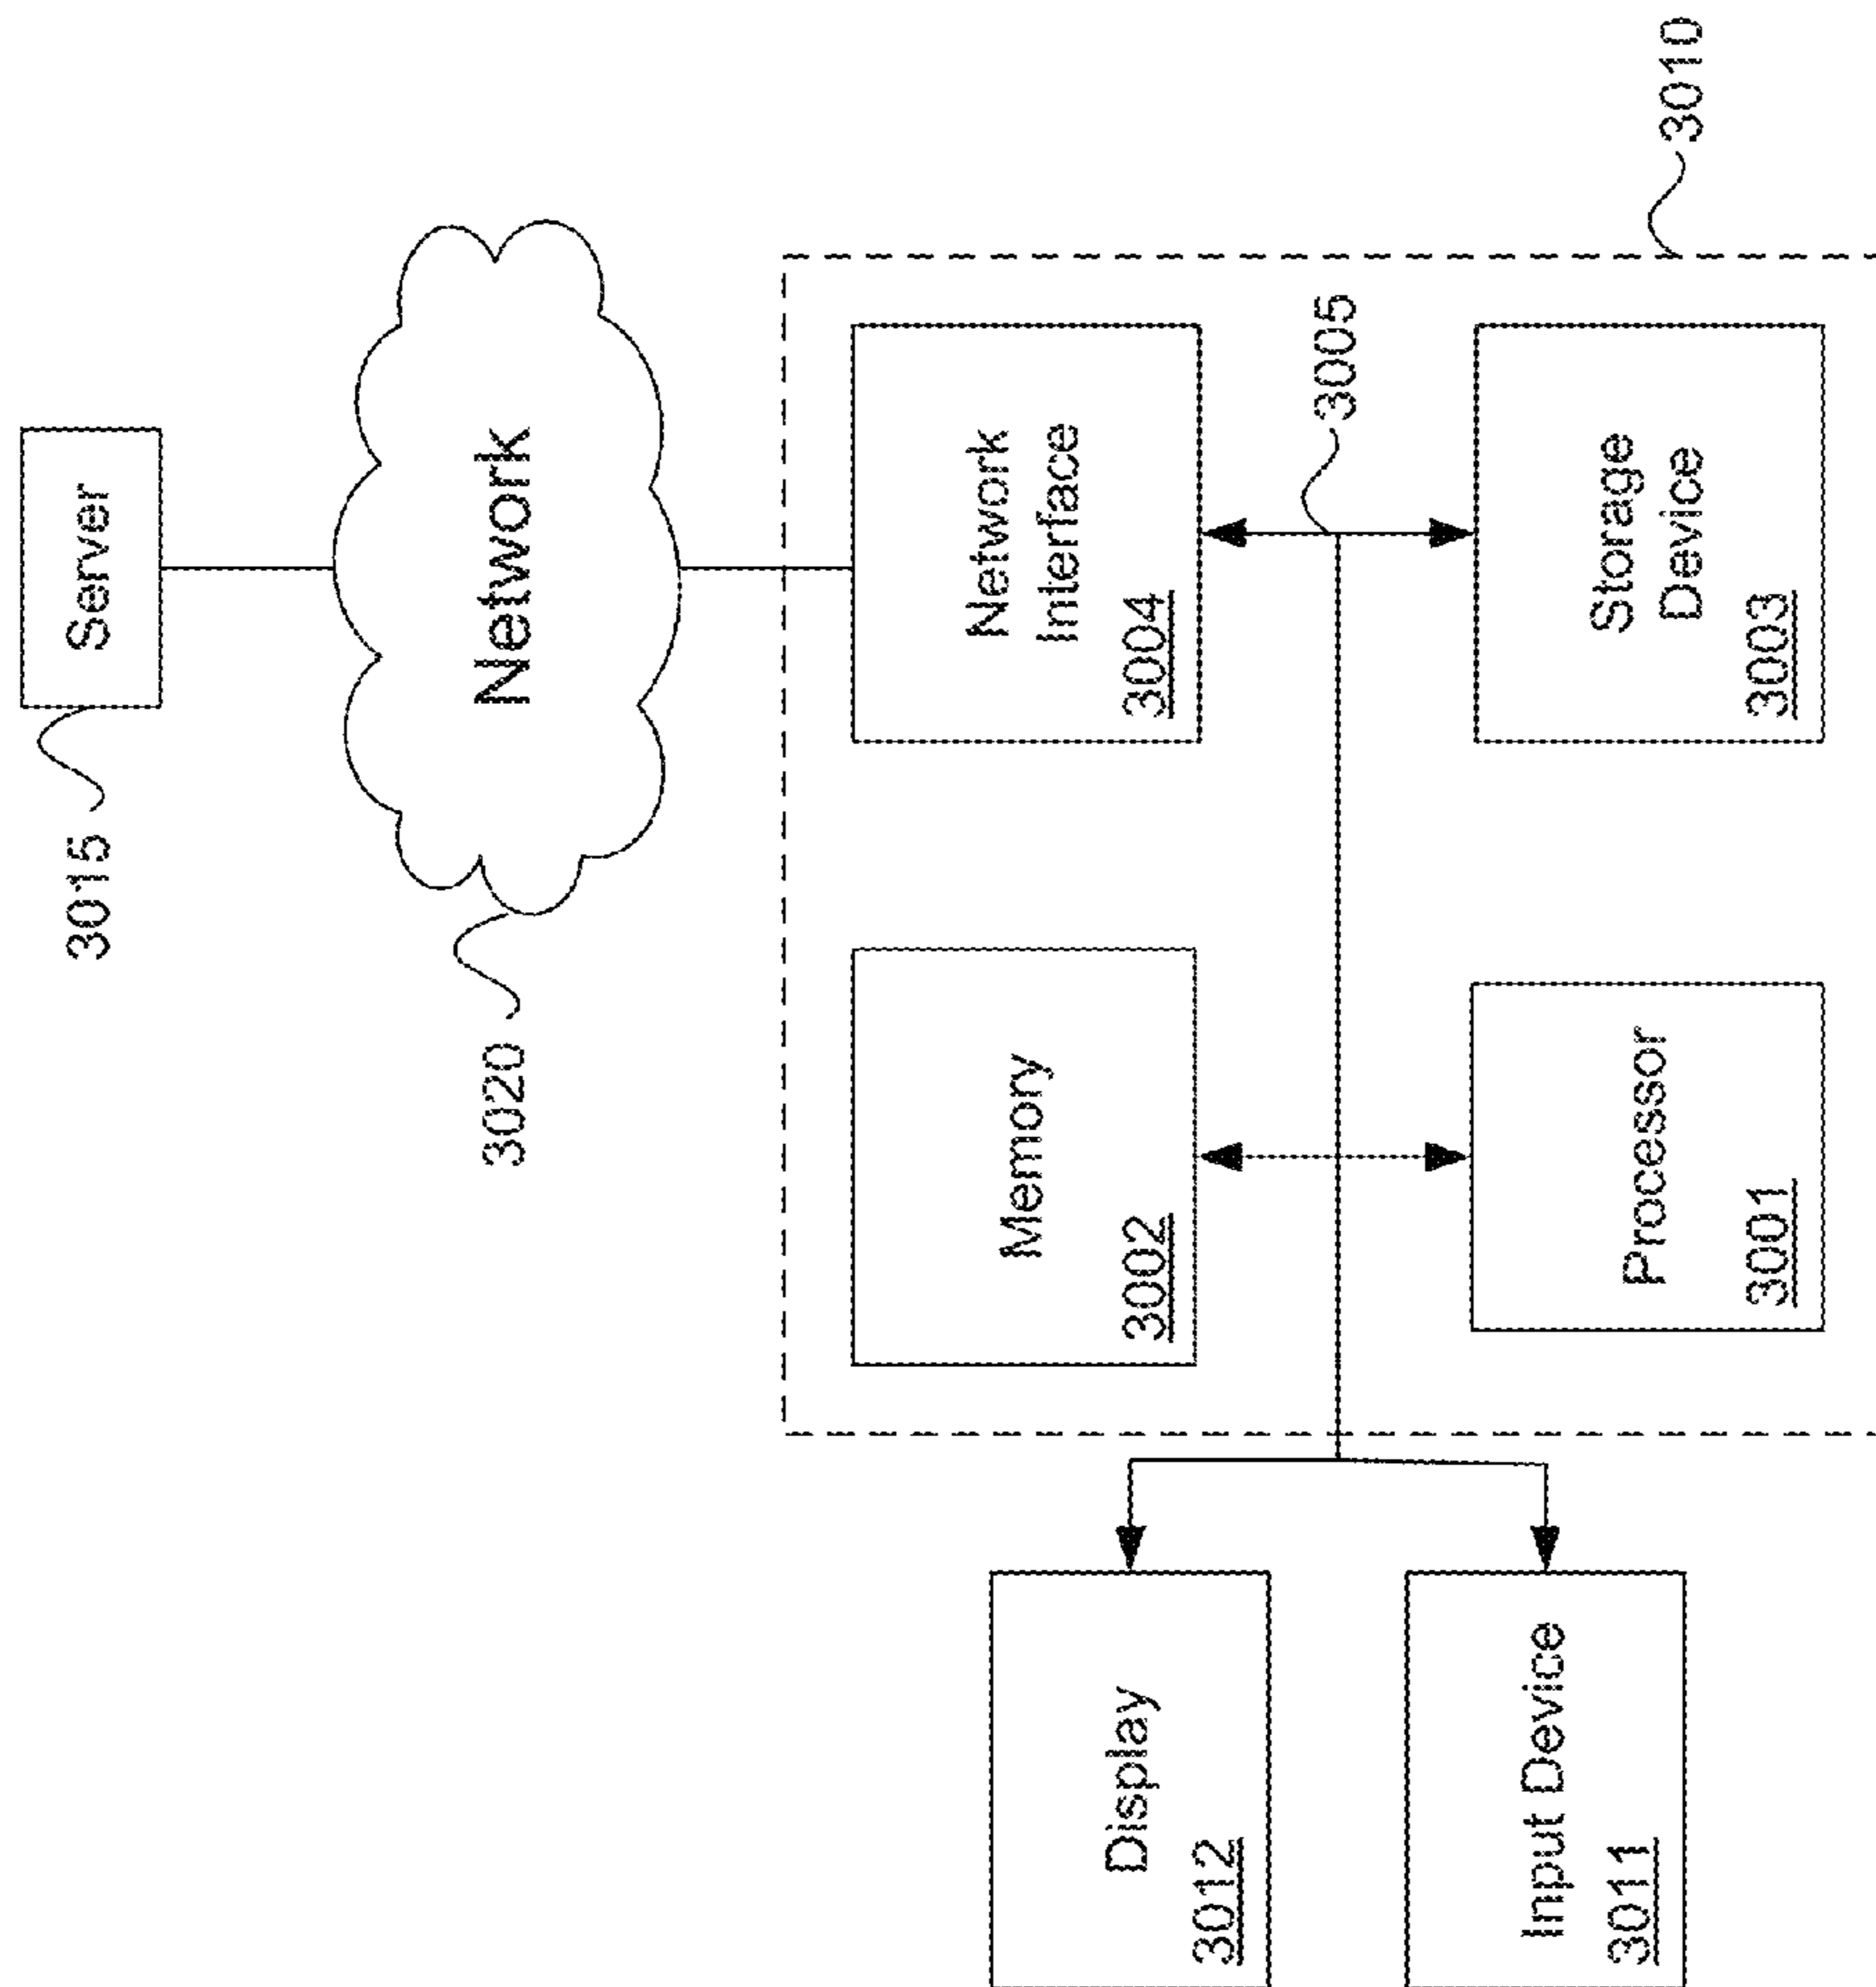 Server
3015
Network
3020
Memory
3002
Network
Interface
3004
3005
3010
Display
3012
Input Device
3011
Processor
3001
Storage
Device
3003